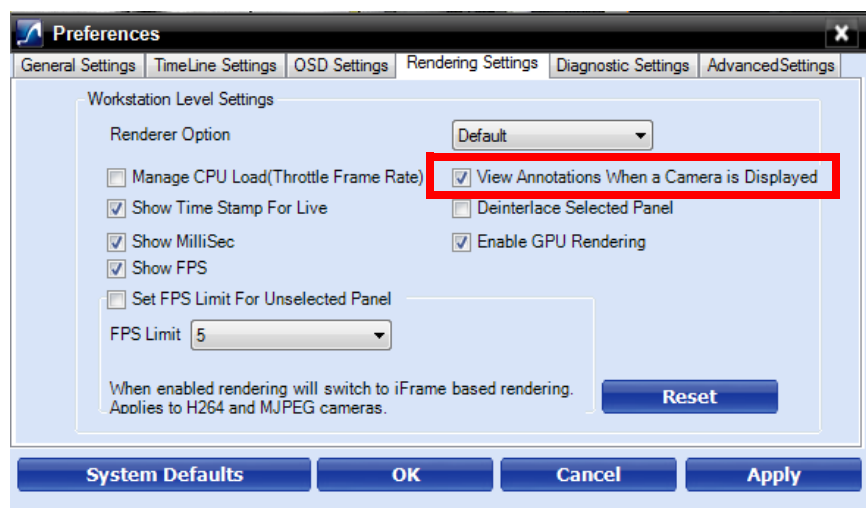 Preferences
General Settings TimeLine Settings OSD Settings Rendering Settings Diagnostic Settings AdvancedSettings
Workstation Level Settings
Renderer Option Default
Manage CPU Load(Throttle Frame Rate) View Annotations When a Camera is Displayed
Show Time Stamp For Live Deinterlace Selected Panel
Show MilliSec Enable GPU Rendering
Show FPS
Set FPS Limit For Unselected Panel
FPS Limit 5
When enabled rendering will switch to iFrame based rendering.
Applies to H264 and MJPEG cameras. Reset
System Defaults OK Cancel Apply